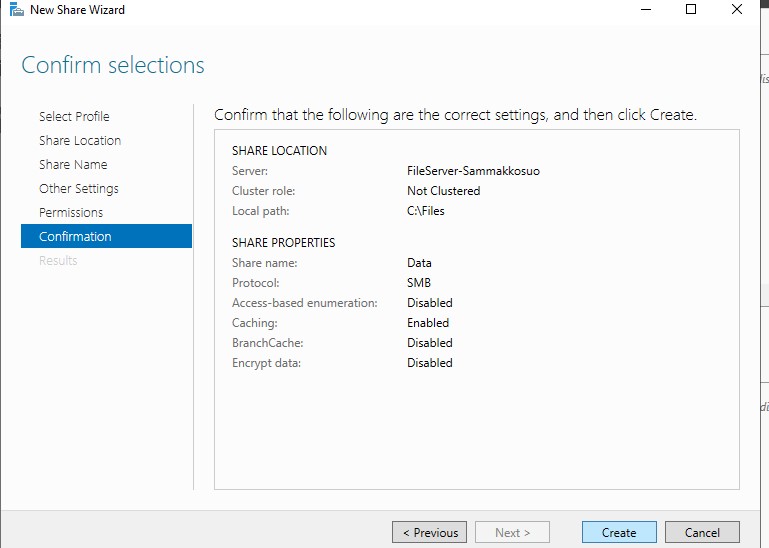 New Share Wizard
Confirm selections
Select Profile
Share Location
Share Name
Other Settings
Permissions
Confirmation
Results
Confirm that the following are the correct settings, and then click Create.
SHARE LOCATION
Server: FileServer-Sammakkosuo
Cluster role: Not Clustered
Local path: C:\Files
SHARE PROPERTIES
Share name: Data
Protocol: SMB
Access-based enumeration: Disabled
Caching: Enabled
BranchCache: Disabled
Encrypt data: Disabled
< Previous
Next >
Create
Cancel